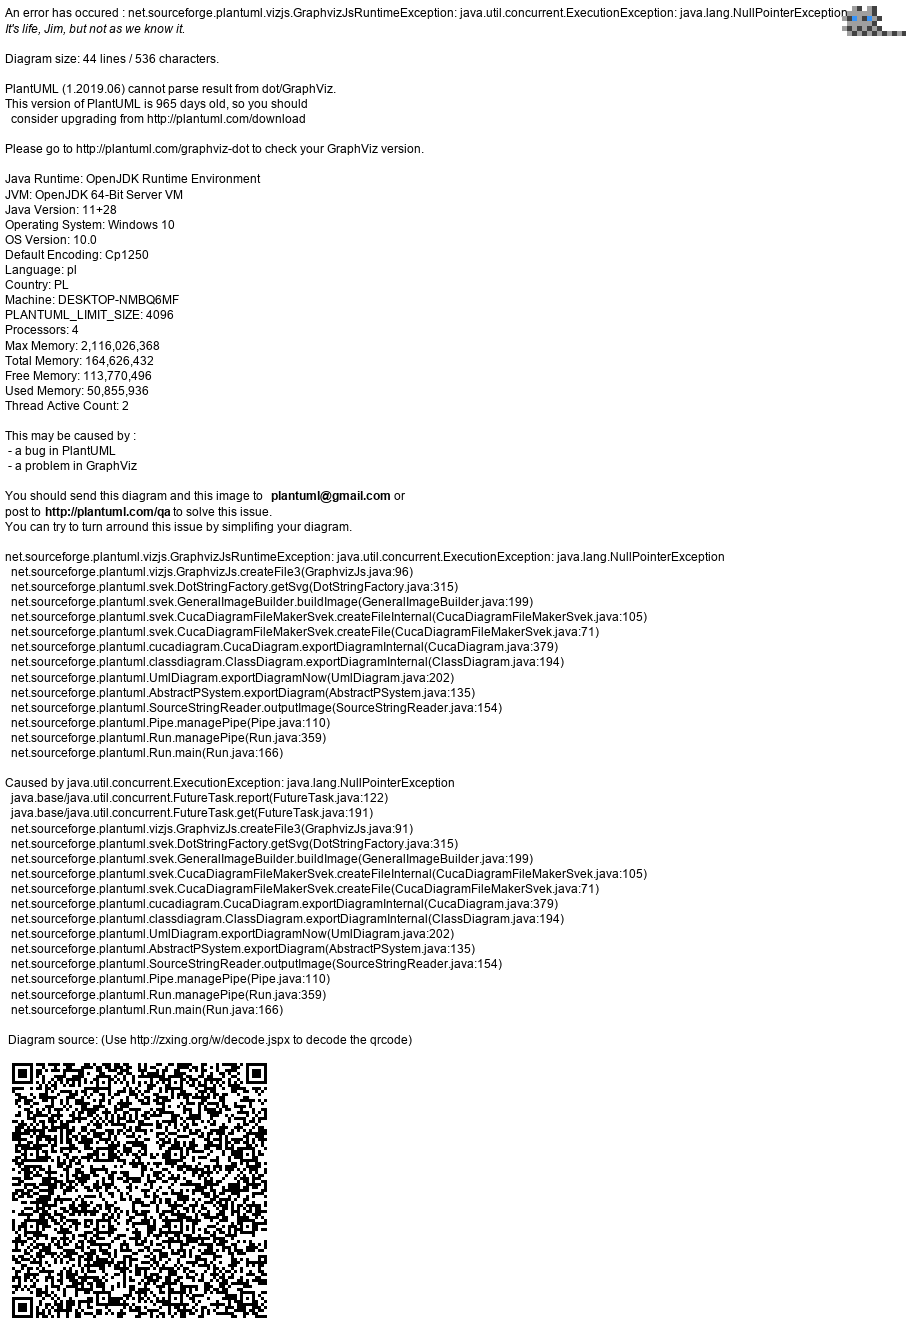 An error has occured : net.sourceforge.plantuml.vizjs.GraphvizJsRuntimeException: java.util.concurrent.ExecutionException: java.lang.NullPointerException
It's life, Jim, but not as we know it.
Diagram size: 44 lines / 536 characters.
PlantUML (1.2019.06) cannot parse result from dot/GraphViz.
This version of PlantUML is 965 days old, so you should
consider upgrading from http://plantuml.com/download
Please go to http://plantuml.com/graphviz-dot to check your GraphViz version.
Java Runtime: OpenJDK Runtime Environment
JVM: OpenJDK 64-Bit Server VM
Java Version: 11+28
Operating System: Windows 10
OS Version: 10.0
Default Encoding: Cp1250
Language: pl
Country: PL
Machine: DESKTOP-NMBQ6MF
PLANTUML_LIMIT_SIZE: 4096
Processors: 4
Max Memory: 2,116,026,368
Total Memory: 164,626,432
Free Memory: 113,770,496
Used Memory: 50,855,936
Thread Active Count: 2
This may be caused by :
- a bug in PlantUML
- a problem in GraphViz
You should send this diagram and this image to plantuml@gmail.com or
post to http://plantuml.com/qa to solve this issue.
You can try to turn arround this issue by simplifing your diagram.
net.sourceforge.plantuml.vizjs.GraphvizJsRuntimeException: java.util.concurrent.ExecutionException: java.lang.NullPointerException
net.sourceforge.plantuml.vizjs.GraphvizJs.createFile3(GraphvizJs.java:96)
net.sourceforge.plantuml.svek.DotStringFactory.getSvg(DotStringFactory.java:315)
net.sourceforge.plantuml.svek.GeneralImageBuilder.buildImage(GeneralImageBuilder.java:199)
net.sourceforge.plantuml.svek.CucaDiagramFileMakerSvek.createFileInternal(CucaDiagramFileMakerSvek.java:105)
net.sourceforge.plantuml.svek.CucaDiagramFileMakerSvek.createFile(CucaDiagramFileMakerSvek.java:71)
net.sourceforge.plantuml.cucadiagram.CucaDiagram.exportDiagramInternal(CucaDiagram.java:379)
net.sourceforge.plantuml.classdiagram.ClassDiagram.exportDiagramInternal(ClassDiagram.java:194)
net.sourceforge.plantuml.UmlDiagram.exportDiagramNow(UmlDiagram.java:202)
net.sourceforge.plantuml.AbstractPSystem.exportDiagram(AbstractPSystem.java:135)
net.sourceforge.plantuml.SourceStringReader.outputImage(SourceStringReader.java:154)
net.sourceforge.plantuml.Pipe.managePipe(Pipe.java:110)
net.sourceforge.plantuml.Run.managePipe(Run.java:359)
net.sourceforge.plantuml.Run.main(Run.java:166)
Caused by java.util.concurrent.ExecutionException: java.lang.NullPointerException
java.base/java.util.concurrent.FutureTask.report(FutureTask.java:122)
java.base/java.util.concurrent.FutureTask.get(FutureTask.java:191)
net.sourceforge.plantuml.vizjs.GraphvizJs.createFile3(GraphvizJs.java:91)
net.sourceforge.plantuml.svek.DotStringFactory.getSvg(DotStringFactory.java:315)
net.sourceforge.plantuml.svek.GeneralImageBuilder.buildImage(GeneralImageBuilder.java:199)
net.sourceforge.plantuml.svek.CucaDiagramFileMakerSvek.createFileInternal(CucaDiagramFileMakerSvek.java:105)
net.sourceforge.plantuml.svek.CucaDiagramFileMakerSvek.createFile(CucaDiagramFileMakerSvek.java:71)
net.sourceforge.plantuml.cucadiagram.CucaDiagram.exportDiagramInternal(CucaDiagram.java:379)
net.sourceforge.plantuml.classdiagram.ClassDiagram.exportDiagramInternal(ClassDiagram.java:194)
net.sourceforge.plantuml.UmlDiagram.exportDiagramNow(UmlDiagram.java:202)
net.sourceforge.plantuml.AbstractPSystem.exportDiagram(AbstractPSystem.java:135)
net.sourceforge.plantuml.SourceStringReader.outputImage(SourceStringReader.java:154)
net.sourceforge.plantuml.Pipe.managePipe(Pipe.java:110)
net.sourceforge.plantuml.Run.managePipe(Run.java:359)
net.sourceforge.plantuml.Run.main(Run.java:166)
Diagram source: (Use http://zxing.org/w/decode.jspx to decode the qrcode)